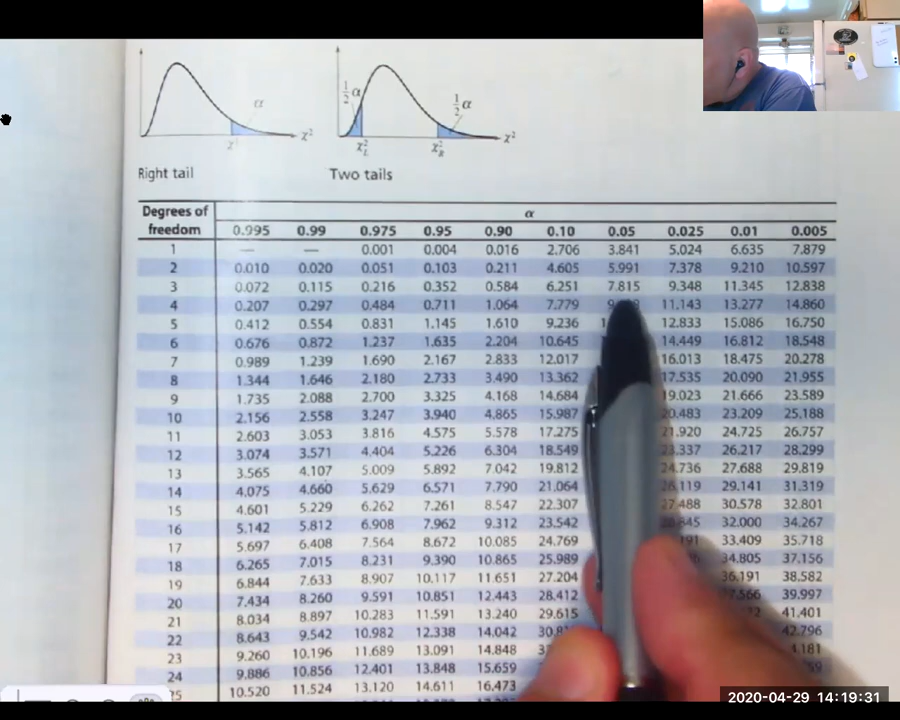 α
1/2 α
1/2 α
χ²
χ²
χ²
χ²_L
χ²_R
Right tail
Two tails
Degrees of
freedom
α
0.995 0.99 0.975 0.95 0.90 0.10 0.05 0.025 0.01 0.005
1 — — 0.001 0.004 0.016 2.706 3.841 5.024 6.635 7.879
2 0.010 0.020 0.051 0.103 0.211 4.605 5.991 7.378 9.210 10.597
3 0.072 0.115 0.216 0.352 0.584 6.251 7.815 9.348 11.345 12.838
4 0.207 0.297 0.484 0.711 1.064 7.779 11.143 13.277 14.860
5 0.412 0.554 0.831 1.145 1.610 9.236 12.833 15.086 16.750
6 0.676 0.872 1.237 1.635 2.204 10.645 14.449 16.812 18.548
7 0.989 1.239 1.690 2.167 2.833 12.017 16.013 18.475 20.278
8 1.344 1.646 2.180 2.733 3.490 13.362 17.535 20.090 21.955
9 1.735 2.088 2.700 3.325 4.168 14.684 19.023 21.666 23.589
10 2.156 2.558 3.247 3.940 4.865 15.987 20.483 23.209 25.188
11 2.603 3.053 3.816 4.575 5.578 17.275 21.920 24.725 26.757
12 3.074 3.571 4.404 5.226 6.304 18.549 23.337 26.217 28.299
13 3.565 4.107 5.009 5.892 7.042 19.812 24.736 27.688 29.819
14 4.075 4.660 5.629 6.571 7.790 21.064 26.119 29.141 31.319
15 4.601 5.229 6.262 7.261 8.547 22.307 27.488 30.578 32.801
16 5.142 5.812 6.908 7.962 9.312 23.542 32.000 34.267
17 5.697 6.408 7.564 8.672 10.085 24.769 33.409 35.718
18 6.265 7.015 8.231 9.390 10.865 25.989 34.805 37.156
19 6.844 7.633 8.907 10.117 11.651 27.204 36.191 38.582
20 7.434 8.260 9.591 10.851 12.443 28.412 39.997
21 8.034 8.897 10.283 11.591 13.240 29.615 41.401
22 8.643 9.542 10.982 12.338 14.042 42.796
23 9.260 10.196 11.689 13.091 14.848
24 9.886 10.856 12.401 13.848 15.659
25 10.520 11.524 13.120 14.611 16.473
2020-04-29 14:19:31